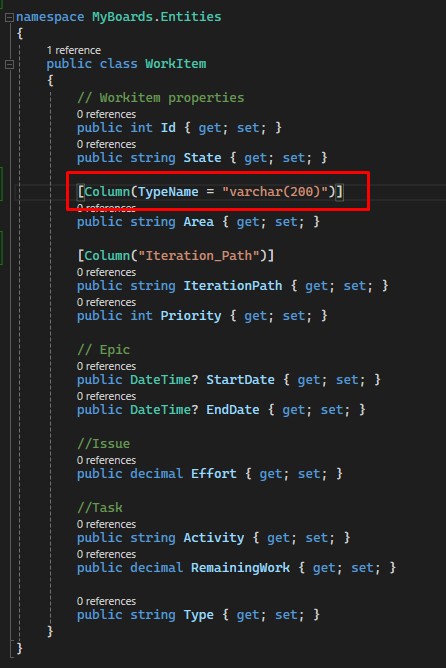 namespace MyBoards.Entities
{
1 reference
public class WorkItem
{
// Workitem properties
0 references
public int Id { get; set; }
0 references
public string State { get; set; }
[Column(TypeName = "varchar(200)")]
0 references
public string Area { get; set; }
[Column("Iteration_Path")]
0 references
public string IterationPath { get; set; }
0 references
public int Priority { get; set; }
// Epic
0 references
public DateTime? StartDate { get; set; }
0 references
public DateTime? EndDate { get; set; }
//Issue
0 references
public decimal Effort { get; set; }
//Task
0 references
public string Activity { get; set; }
0 references
public decimal RemainingWork { get; set; }
0 references
public string Type { get; set; }
}
}